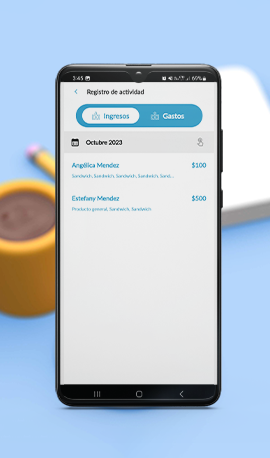 3:45
69%
Registro de actividad
Ingresos
Gastos
Octubre 2023
Angélica Mendez $100
Sandwich, Sandwich, Sandwich, Sandwich, Sand...
Estefany Mendez $500
Producto general, Sandwich, Sandwich